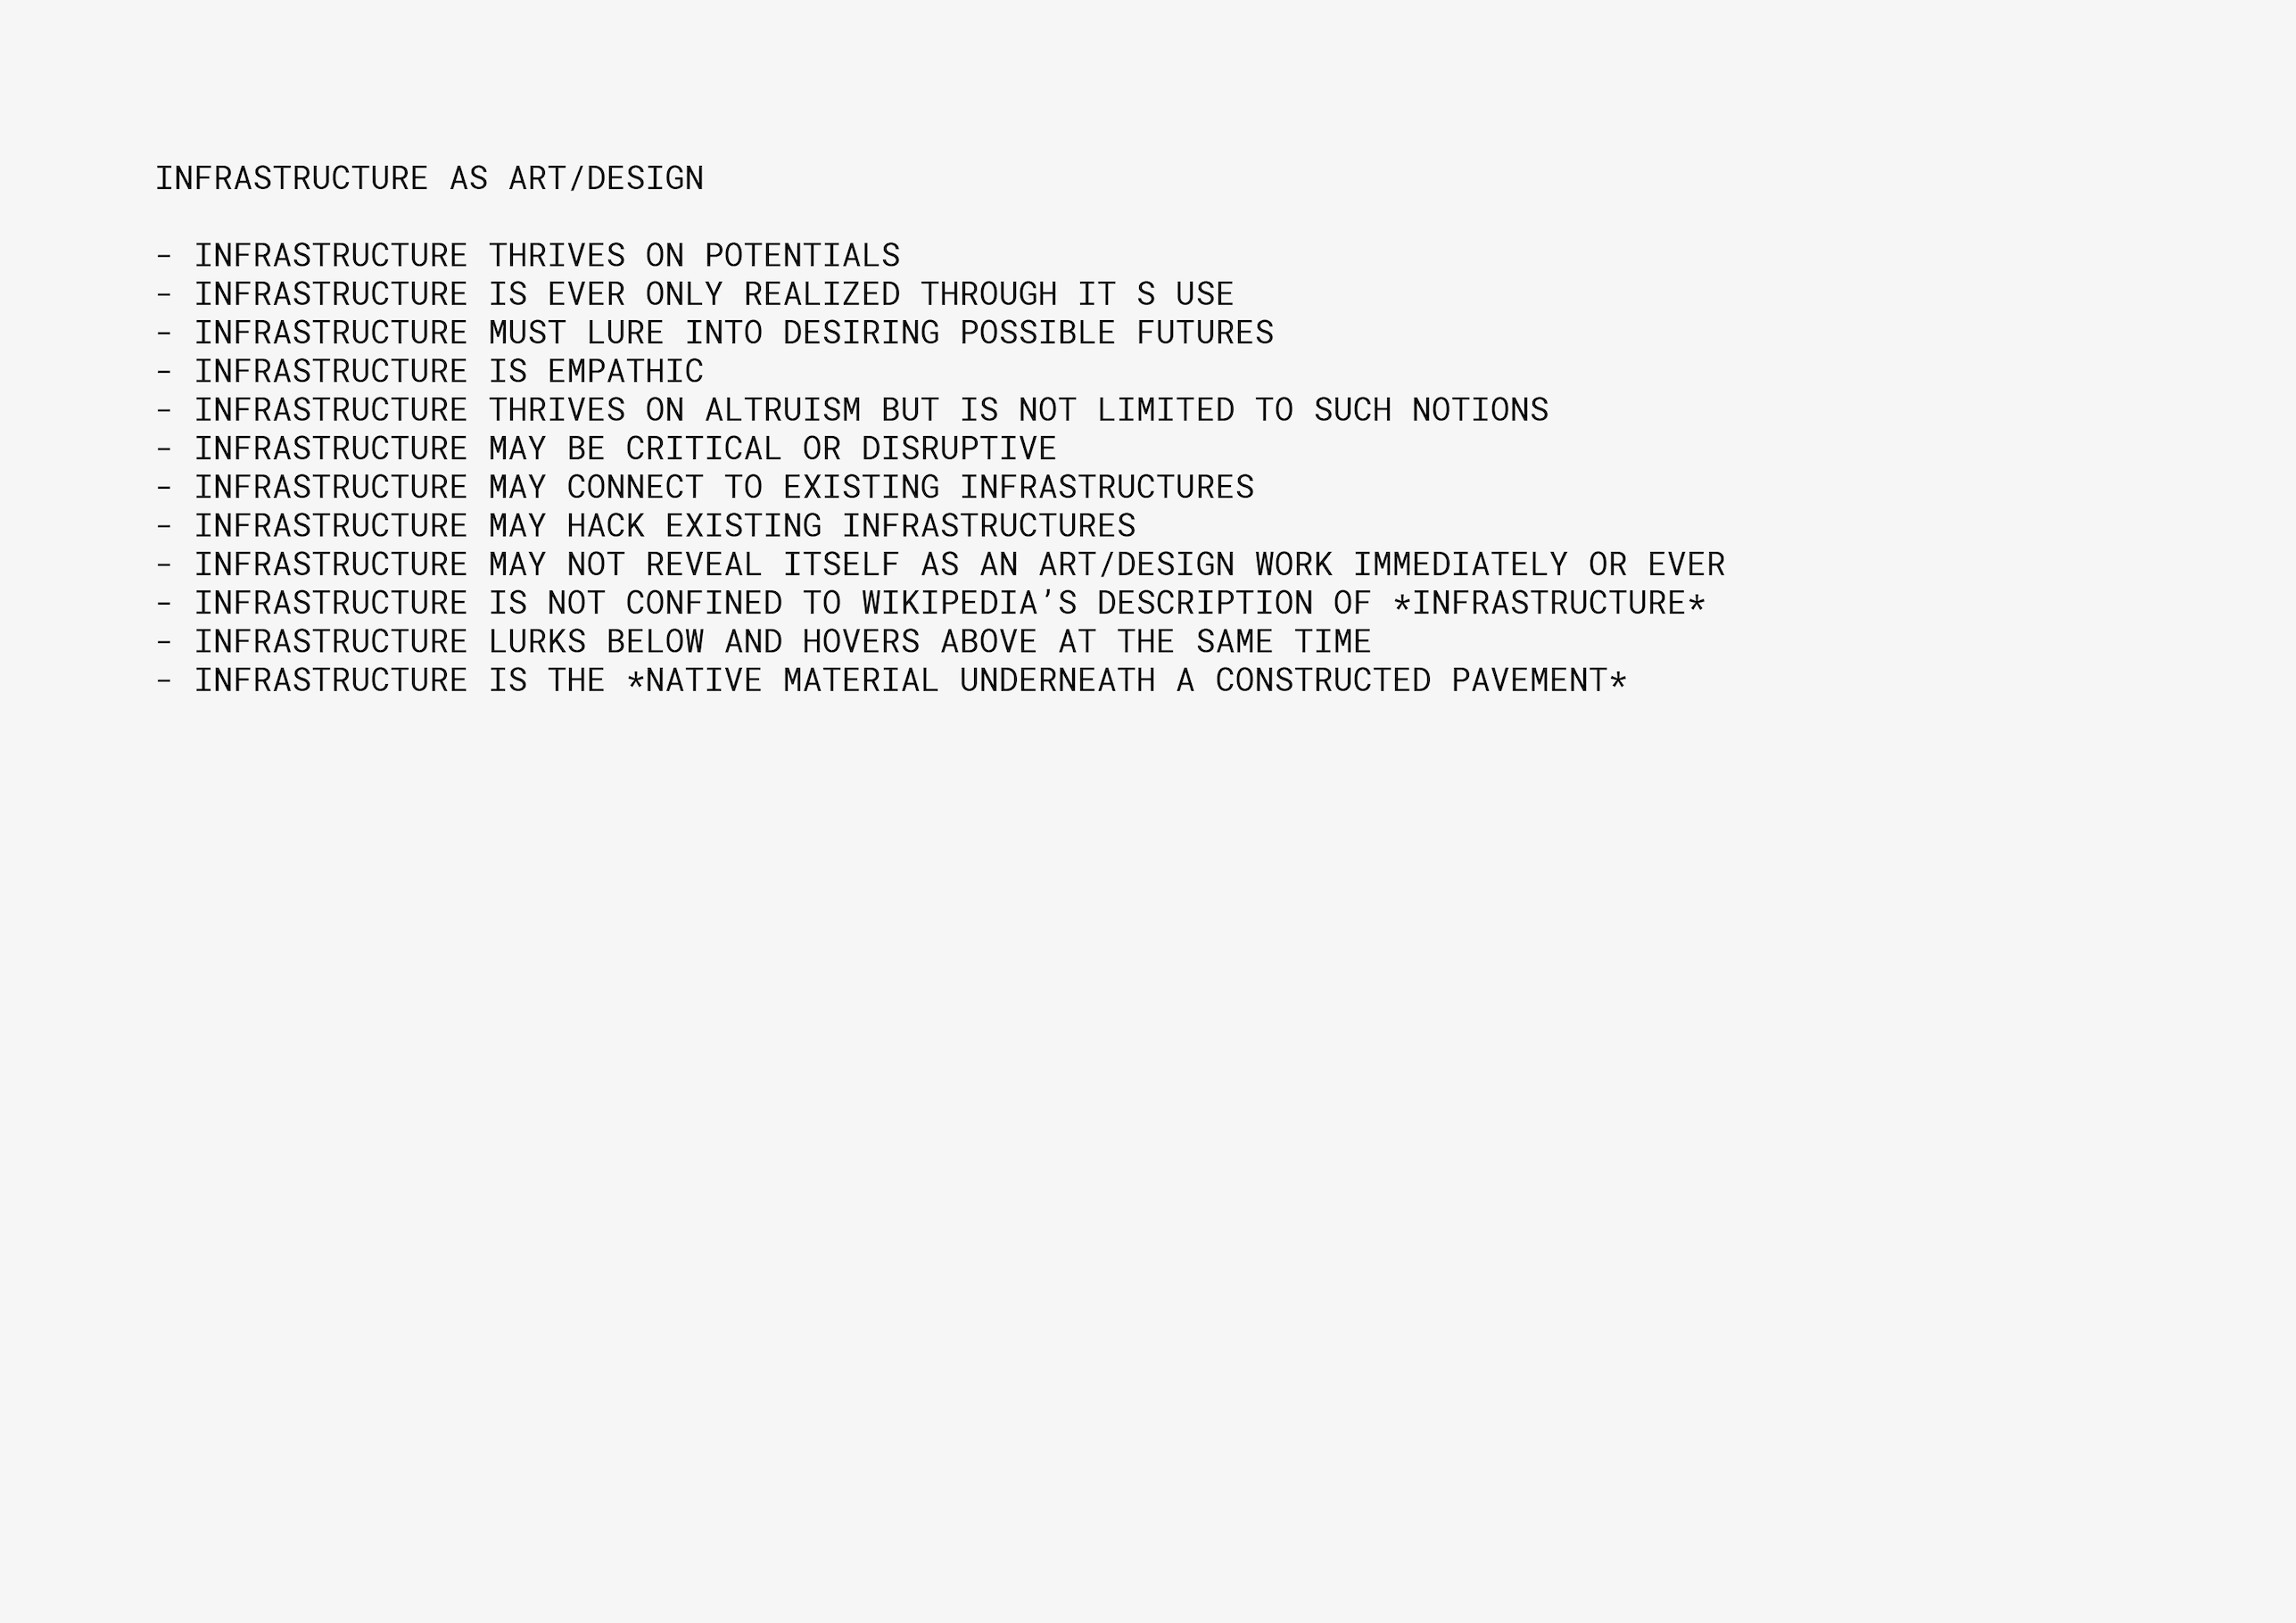 INFRASTRUCTURE AS ART/DESIGN
– INFRASTRUCTURE THRIVES ON POTENTIALS
– INFRASTRUCTURE IS EVER ONLY REALIZED THROUGH IT S USE
– INFRASTRUCTURE MUST LURE INTO DESIRING POSSIBLE FUTURES
– INFRASTRUCTURE IS EMPATHIC
– INFRASTRUCTURE THRIVES ON ALTRUISM BUT IS NOT LIMITED TO SUCH NOTIONS
– INFRASTRUCTURE MAY BE CRITICAL OR DISRUPTIVE
– INFRASTRUCTURE MAY CONNECT TO EXISTING INFRASTRUCTURES
– INFRASTRUCTURE MAY HACK EXISTING INFRASTRUCTURES
– INFRASTRUCTURE MAY NOT REVEAL ITSELF AS AN ART/DESIGN WORK IMMEDIATELY OR EVER
– INFRASTRUCTURE IS NOT CONFINED TO WIKIPEDIA’S DESCRIPTION OF *INFRASTRUCTURE*
– INFRASTRUCTURE LURKS BELOW AND HOVERS ABOVE AT THE SAME TIME
– INFRASTRUCTURE IS THE *NATIVE MATERIAL UNDERNEATH A CONSTRUCTED PAVEMENT*